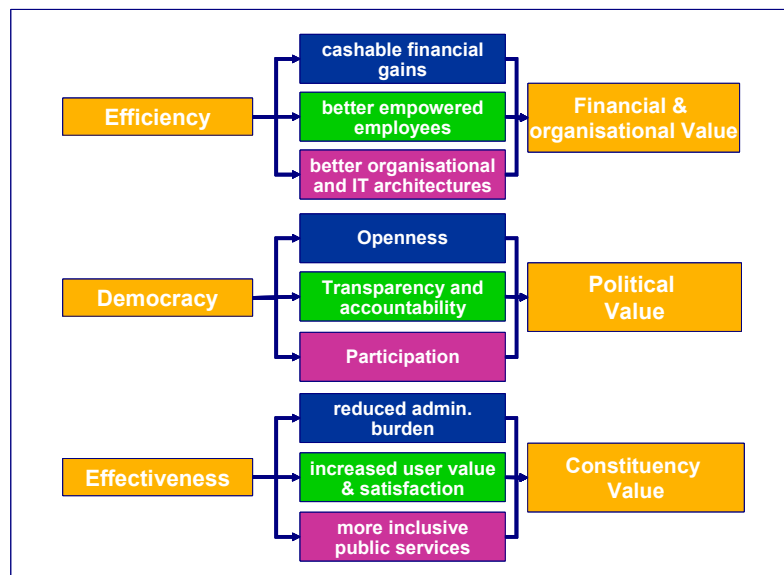 cashable financial
gains
Efficiency
better empowered
employees
Financial &
organisational Value
better organisational
and IT architectures
Openness
Democracy
Transparency and
accountability
Political
Value
Participation
reduced admin.
burden
Effectiveness
increased user value
& satisfaction
Constituency
Value
more inclusive
public services